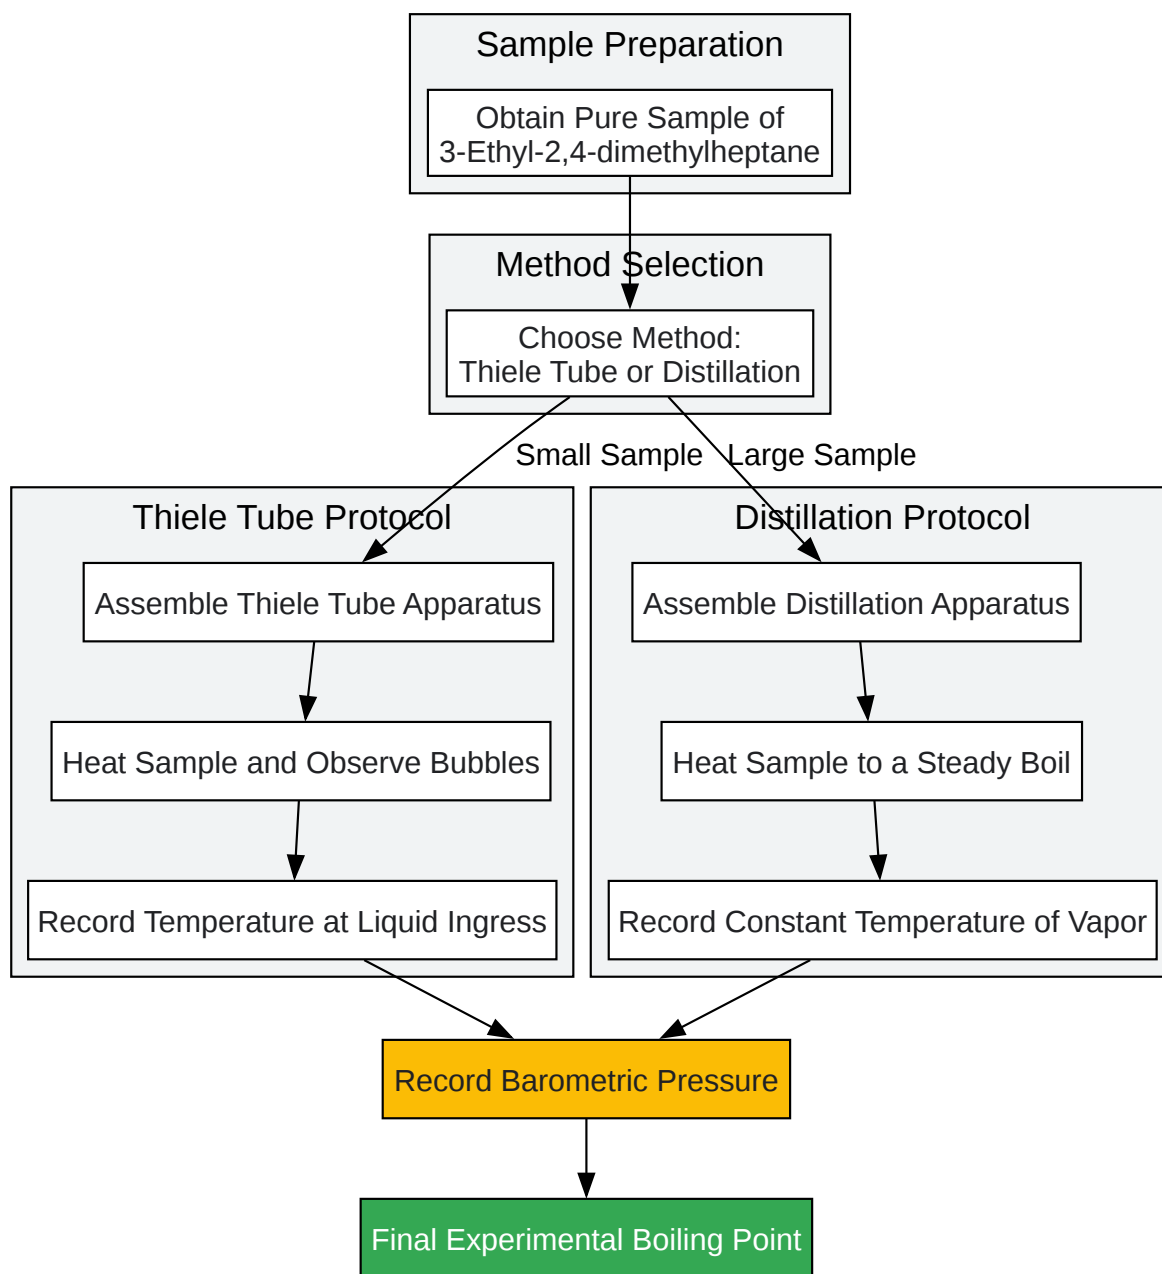 Sample Preparation
Obtain Pure Sample of
3-Ethyl-2,4-dimethylheptane
Method Selection
Choose Method:
Thiele Tube or Distillation
Small Sample
Large Sample
Thiele Tube Protocol
Assemble Thiele Tube Apparatus
Heat Sample and Observe Bubbles
Record Temperature at Liquid Ingress
Distillation Protocol
Assemble Distillation Apparatus
Heat Sample to a Steady Boil
Record Constant Temperature of Vapor
Record Barometric Pressure
Final Experimental Boiling Point